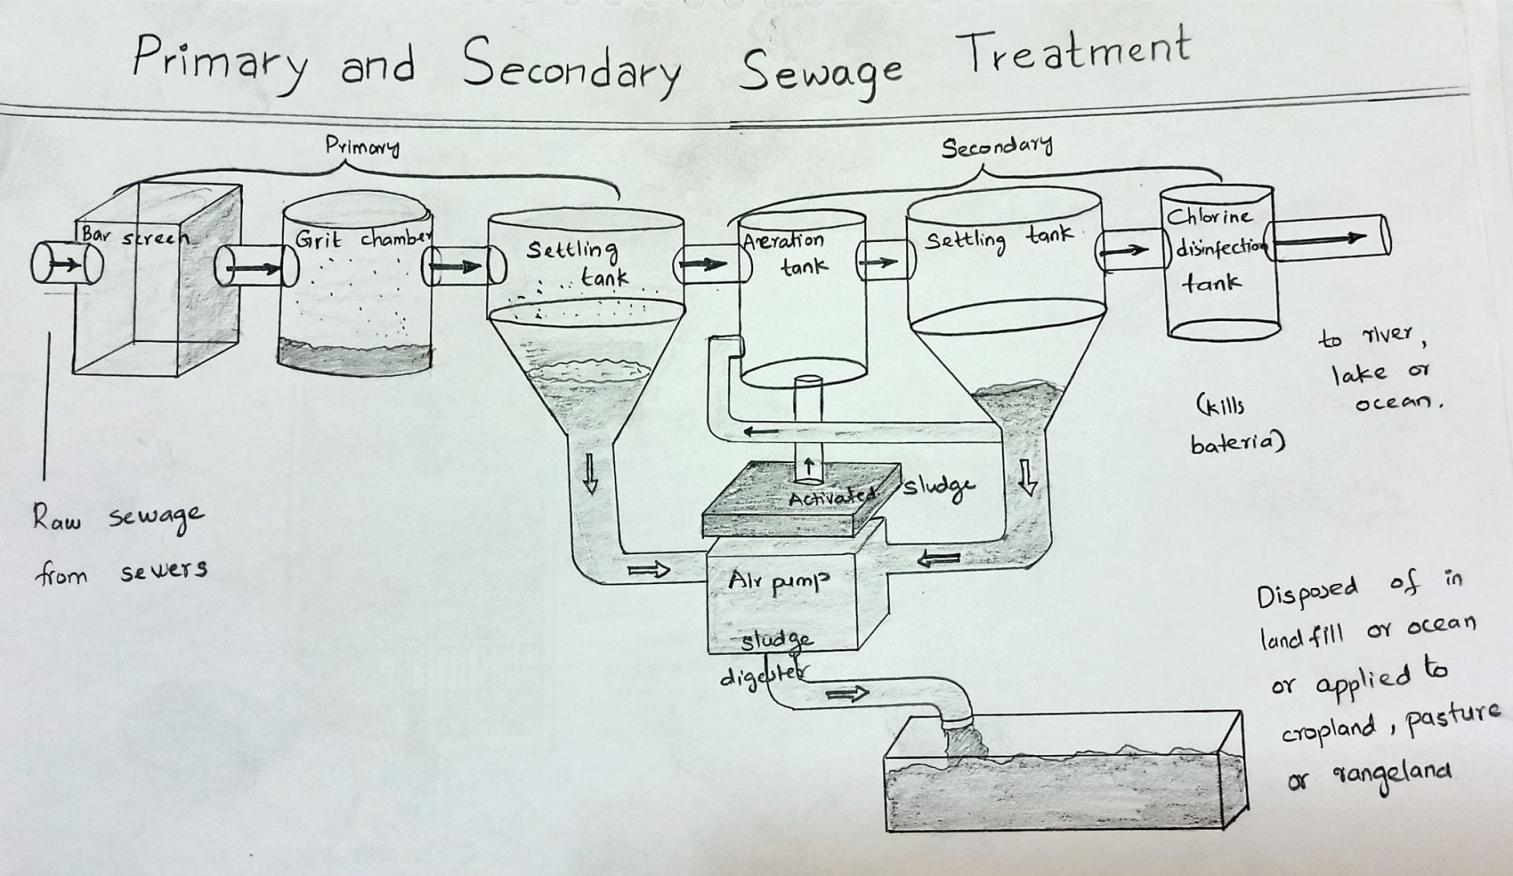 Primary and Secondary Sewage Treatment
Primary
Secondary
Bar screen
Grit chamber
Settling
tank
Aeration
tank
Settling tank
Chlorine
disinfection
tank
to river,
lake or
ocean.
(kills
bateria)
Raw sewage
from sewers
Activated sludge
Air pump
sludge
digester
Disposed of in
landfill or ocean
or applied to
cropland, pasture
or rangeland